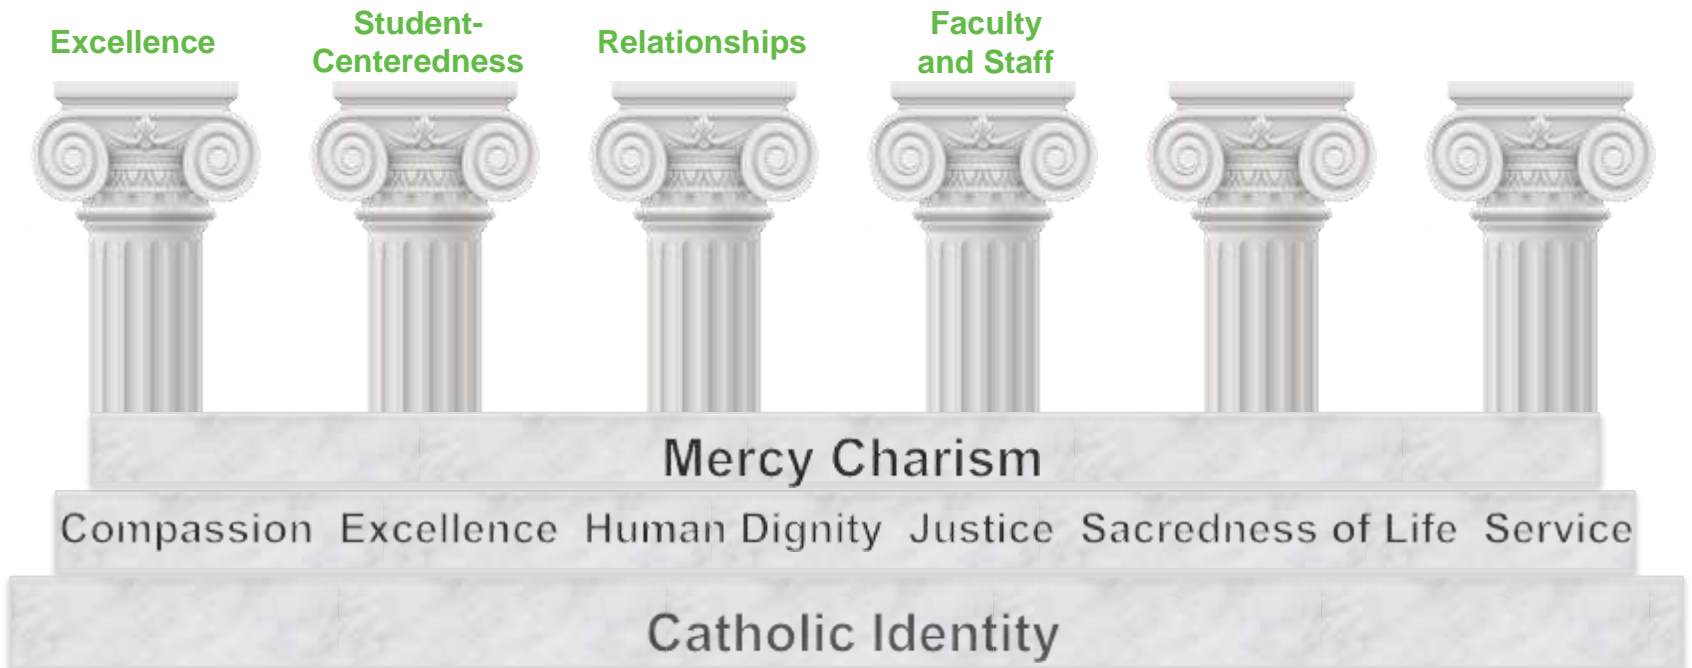 Excellence
Student-
Centeredness
Relationships
Faculty
and Staff
Mercy Charism
Compassion Excellence Human Dignity Justice Sacredness of Life Service
Catholic Identity